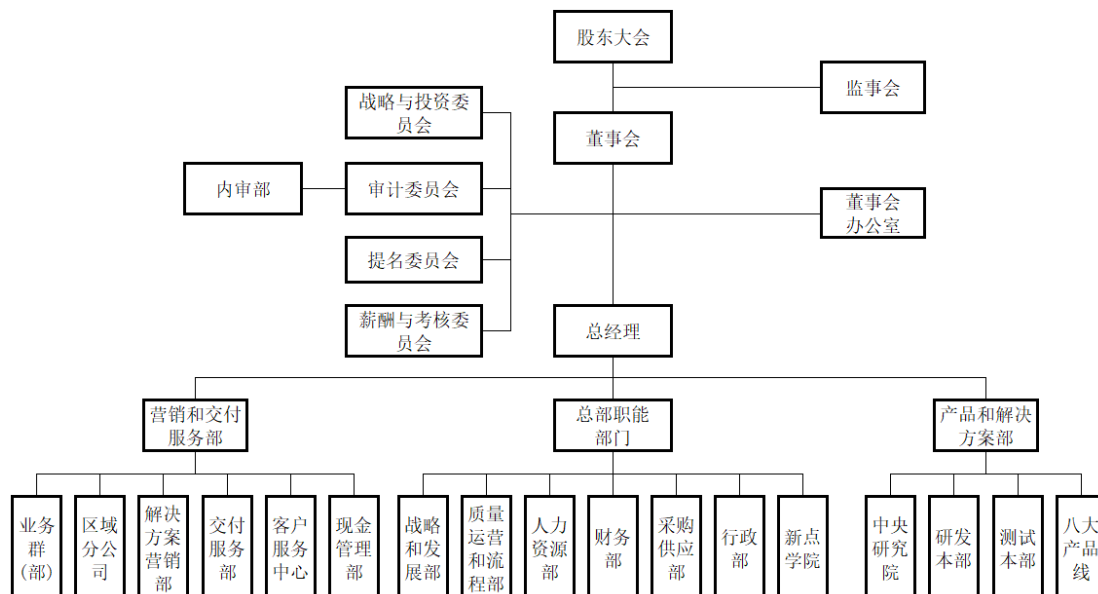 股东大会
监事会
战略与投资委
员会
董事会
内审部
审计委员会
董事会
办公室
提名委员会
薪酬与考核委
员会
总经理
营销和交付
服务部
总部职能
部门
产品和解决
方案部
业务
群
(部)
区域
分公
司
解决
方案
营销
部
交付
服务
部
客户
服务
中心
现金
管理
部
战略
和发
展部
质量
运营
和流
程部
人力
资源
部
财务
部
采购
供应
部
行政
部
新点
学院
中央
研究
院
研发
本部
测试
本部
八大
产品
线